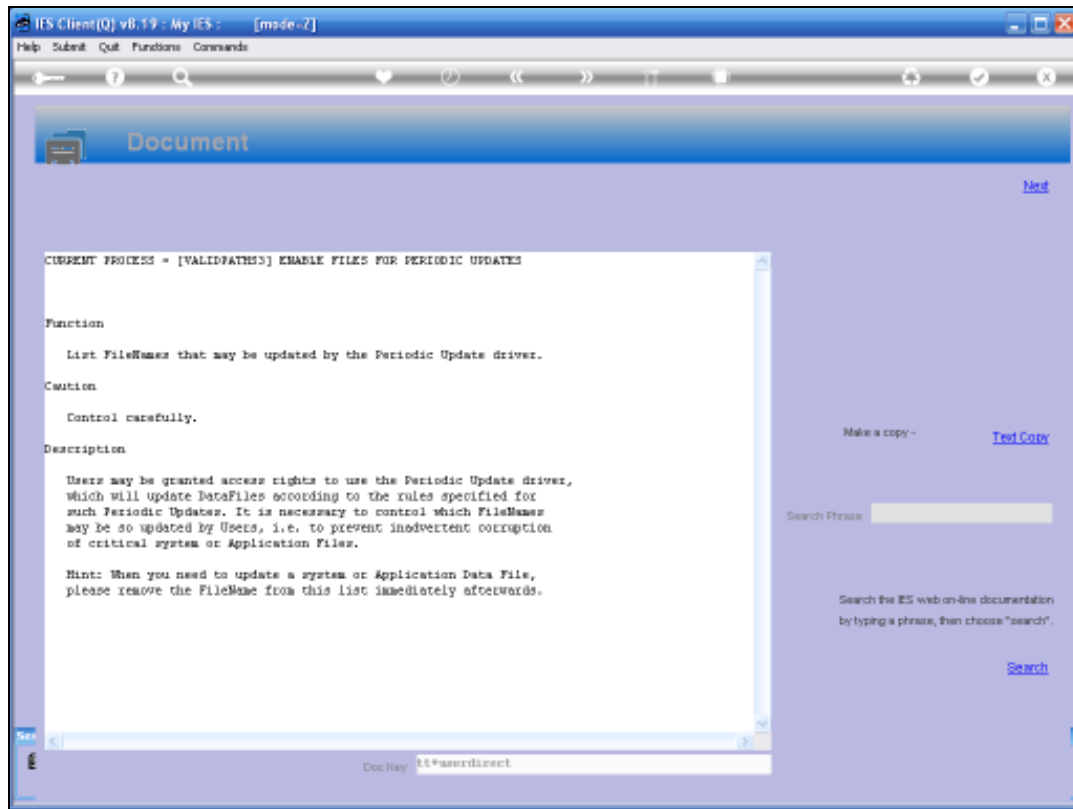 IES Client(Q) v8.19 : My IES : [mode=Z]
Help Submit Quit Functions Commands
Document
Next
CURRENT PROCESS = [VALIDPATHS3] ENABLE FILES FOR PERIODIC UPDATES
Function
List FileNames that may be updated by the Periodic Update driver.
Caution
Control carefully.
Description
Users may be granted access rights to use the Periodic Update driver,
which will update DataFiles according to the rules specified for
such Periodic Updates. It is necessary to control which FileNames
may be so updated by Users, i.e. to prevent inadvertent corruption
of critical system or Application Files.
Hint: When you need to update a system or Application Data File,
please remove the FileName from this list immediately afterwards.
Make a copy -
Text Copy
Search Phrase
Search the IES web on-line documentation
by typing a phrase, then choose "search".
Search
Doc Key tt*userdirect